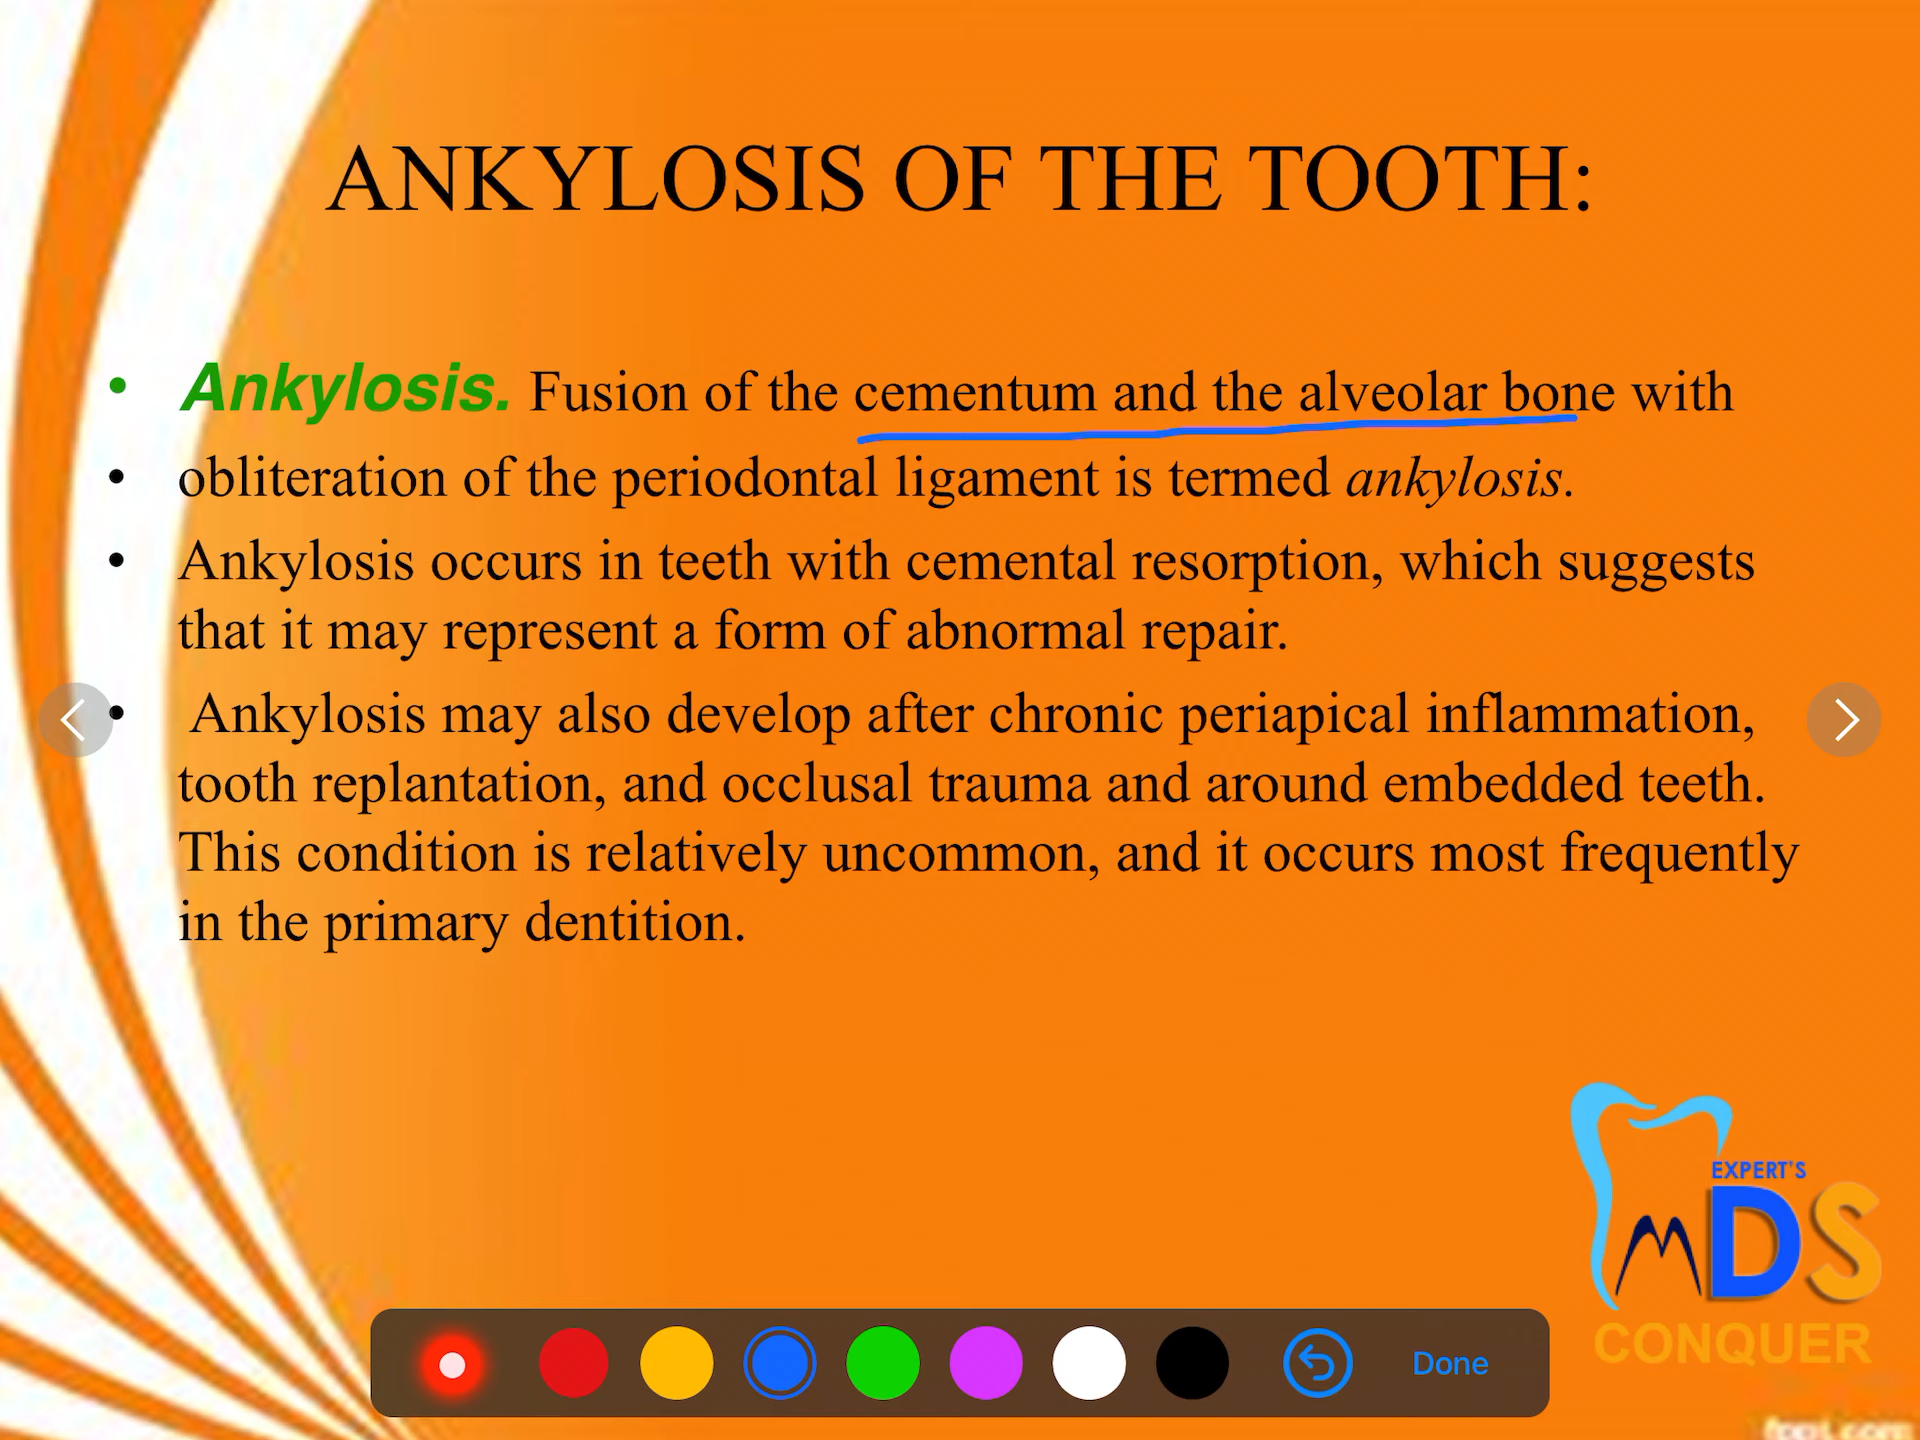 ANKYLOSIS OF THE TOOTH:
• Ankylosis. Fusion of the cementum and the alveolar bone with
• obliteration of the periodontal ligament is termed ankylosis.
• Ankylosis occurs in teeth with cemental resorption, which suggests
that it may represent a form of abnormal repair.
• Ankylosis may also develop after chronic periapical inflammation,
tooth replantation, and occlusal trauma and around embedded teeth.
This condition is relatively uncommon, and it occurs most frequently
in the primary dentition.
EXPERT'S
MDS
CONQUER
Done